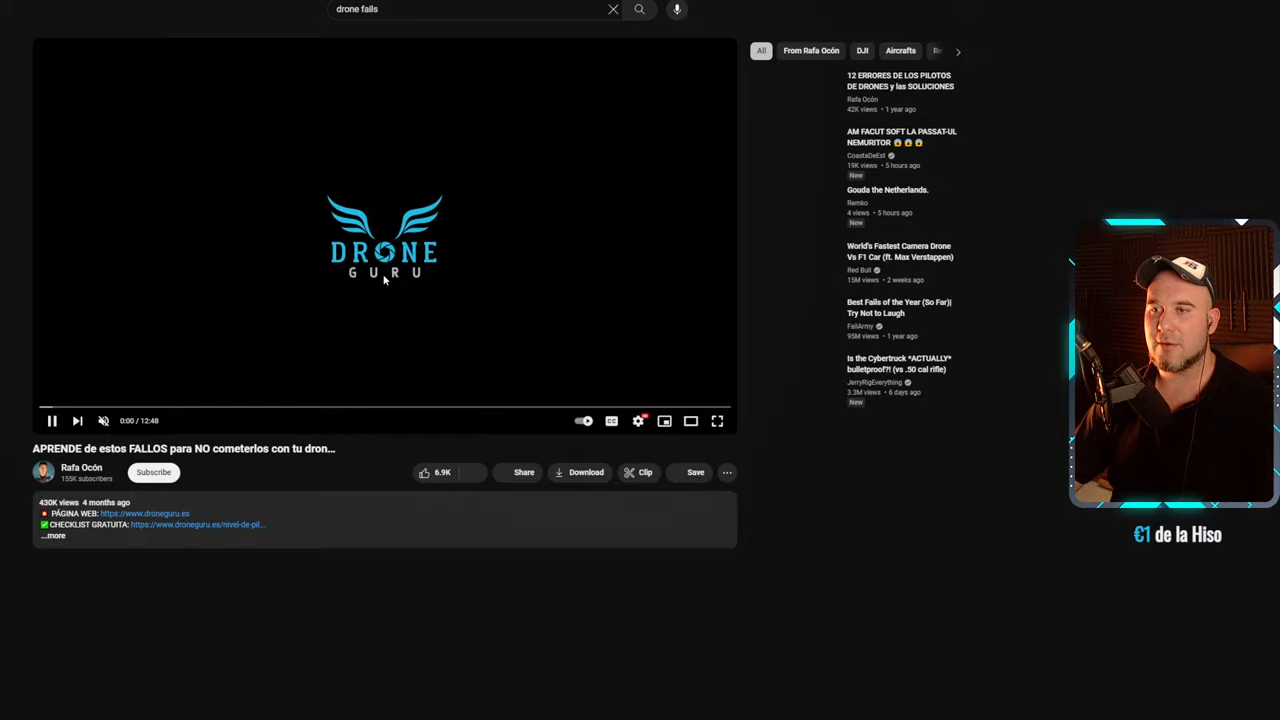 drone fails
DRONE
GURU
0:00 / 12:48
CC
HD
APRENDE de estos FALLOS para NO cometerlos con tu dron...
Rafa Ocón
155K subscribers
Subscribe
6.9K
Share
Download
Clip
Save
430K views 4 months ago
PÁGINA WEB: https://www.droneguru.es
CHECKLIST GRATUITA: https://www.droneguru.es/nivel-de-pil...
...more
All
From Rafa Ocón
DJI
Aircrafts
12 ERRORES DE LOS PILOTOS
DE DRONES y las SOLUCIONES
Rafa Ocón
42K views • 1 year ago
AM FACUT SOFT LA PASSAT-UL
NEMURITOR 😱😱😱
CoastaDeEst
19K views • 5 hours ago
New
Gouda the Netherlands.
Remko
4 views • 5 hours ago
New
World's Fastest Camera Drone
Vs F1 Car (ft. Max Verstappen)
Red Bull
15M views • 2 weeks ago
Best Fails of the Year (So Far)|
Try Not to Laugh
FailArmy
95M views • 1 year ago
Is the Cybertruck *ACTUALLY*
bulletproof?! (vs .50 cal rifle)
JerryRigEverything
3.3M views • 6 days ago
New
€1 de la Hiso